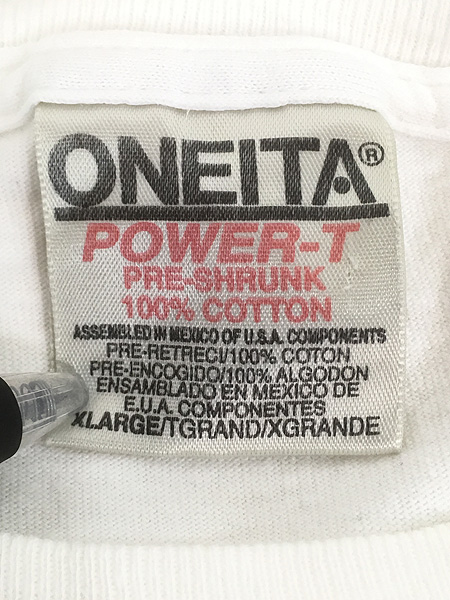 ONEITA®
POWER-T
PRE-SHRUNK
100% COTTON
ASSEMBLED IN MEXICO OF U.S.A. COMPONENTS
PRE-RETRECI/100% COTON
PRE-ENCOGIDO/100% ALGODON
ENSAMBLADO EN MEXICO DE
E.U.A. COMPONENTES
XLARGE/TGRAND/XGRANDE